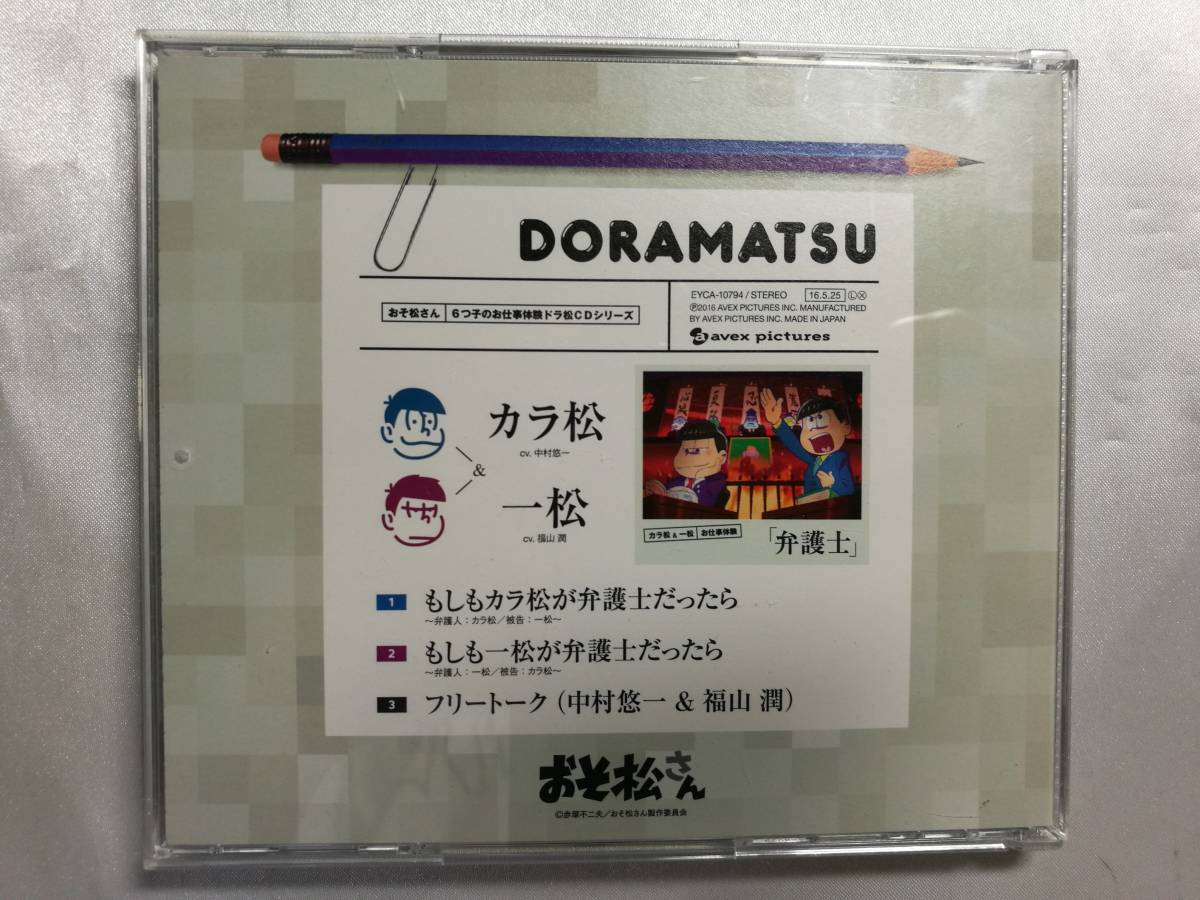 DORAMATSU
EYCA-10794 / STEREO 16.5.25 Ⓛ Ⓧ
Ⓟ2016 AVEX PICTURES INC. MANUFACTURED
BY AVEX PICTURES INC. MADE IN JAPAN
avex pictures
おそ松さん 6つ子のお仕事体験ドラ松CDシリーズ
カラ松
cv. 中村悠一
&
一松
cv. 福山 潤
カラ松 & 一松 お仕事体験
「弁護士」
1 もしもカラ松が弁護士だったら
～弁護人：カラ松／被告：一松～
2 もしも一松が弁護士だったら
～弁護人：一松／被告：カラ松～
3 フリートーク（中村悠一 & 福山 潤）
おそ松さん
©赤塚不二夫／おそ松さん製作委員会